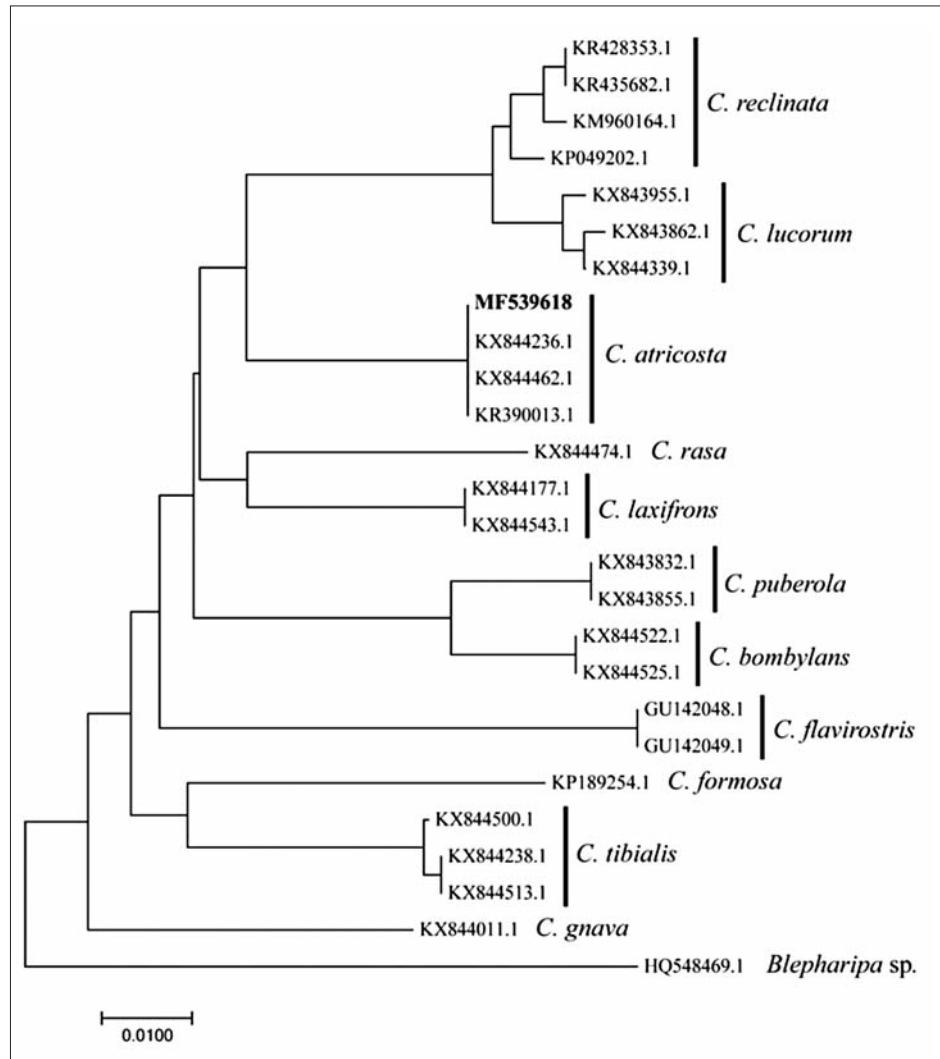 KR428353.1
KR435682.1
C. reclinata
KM960164.1
KP049202.1
KX843955.1
KX843862.1
C. lucorum
KX844339.1
MF539618
KX844236.1
C. atricosta
KX844462.1
KR390013.1
KX844474.1 C. rasa
KX844177.1
C. laxifrons
KX844543.1
KX843832.1
C. puberola
KX843855.1
KX844522.1
C. bombylans
KX844525.1
GU142048.1
C. flavirostris
GU142049.1
KP189254.1 C. formosa
KX844500.1
C. tibialis
KX844238.1
KX844513.1
KX844011.1 C. gnava
HQ548469.1 Blepharipa sp.
0.0100